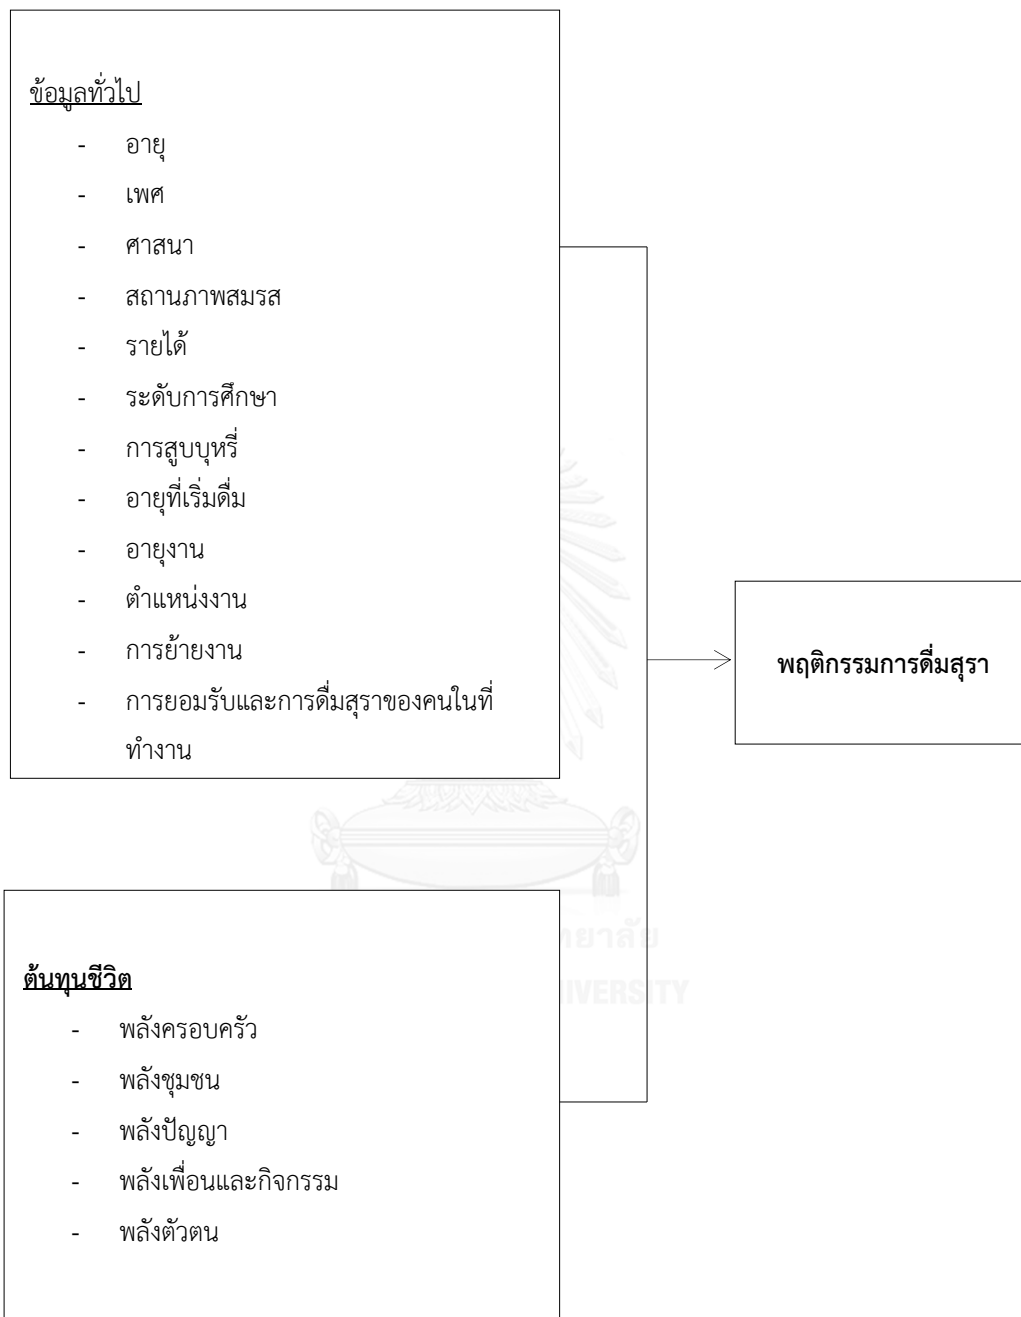 ข้อมูลทั่วไป
- อายุ
- เพศ
- ศาสนา
- สถานภาพสมรส
- รายได้
- ระดับการศึกษา
- การสูบบุหรี่
- อายุที่เริ่มดื่ม
- อายุงาน
- ตำแหน่งงาน
- การย้ายงาน
- การยอมรับและการดื่มสุราของคนในที่
ทำงาน
พฤติกรรมการดื่มสุรา
ต้นทุนชีวิต
- พลังครอบครัว
- พลังชุมชน
- พลังปัญญา
- พลังเพื่อนและกิจกรรม
- พลังตัวตน